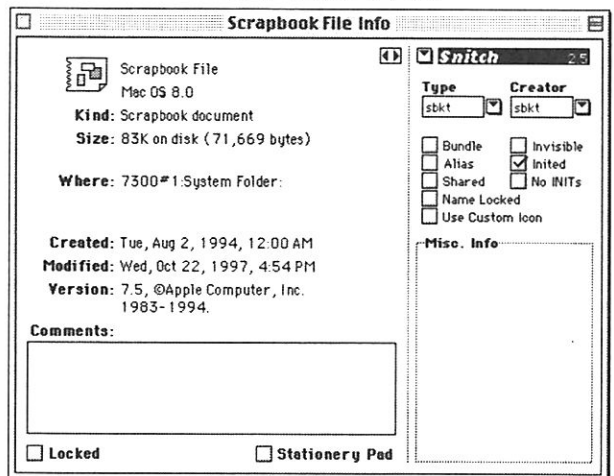 Scrapbook File Info
Scrapbook File
Mac OS 8.0
Kind: Scrapbook document
Size: 83K on disk (71,669 bytes)
Where: 7300#1:System Folder:
Created: Tue, Aug 2, 1994, 12:00 AM
Modified: Wed, Oct 22, 1997, 4:54 PM
Version: 7.5, ©Apple Computer, Inc.
1983-1994.
Comments:
Locked
Stationery Pad
Snitch 2.5
Type Creator
sbkt sbkt
Bundle Invisible
Alias Inited
Shared No INITs
Name Locked
Use Custom Icon
Misc. Info